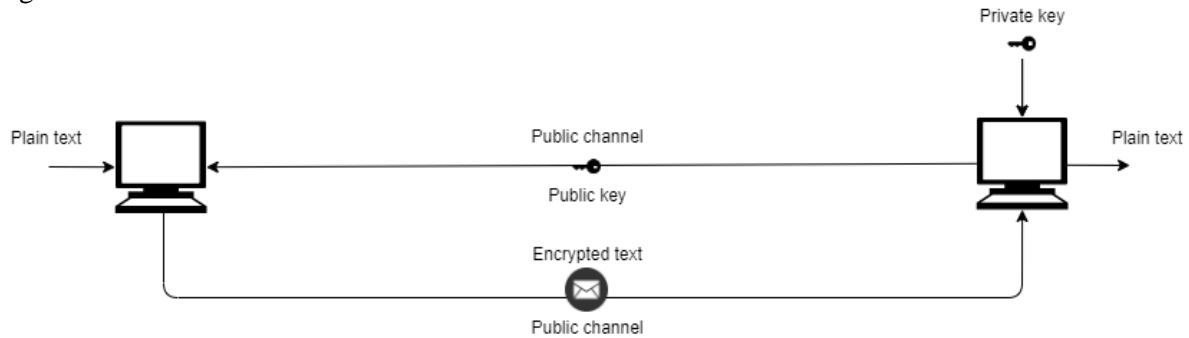 Private key
Plain text
Public channel
Plain text
Public key
Encrypted text
Public channel